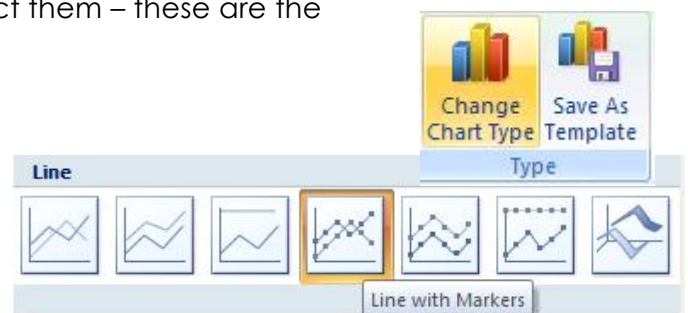 ct them – these are the
Change
Chart Type
Save As
Template
Type
Line
Line with Markers